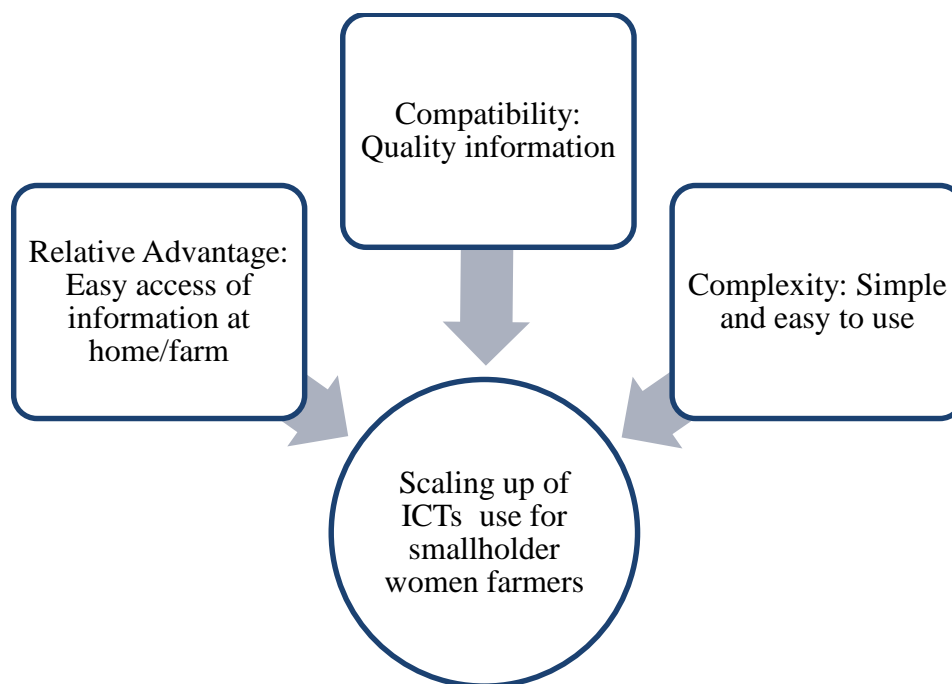 Compatibility:
Quality information
Relative Advantage:
Easy access of
information at
home/farm
Complexity: Simple
and easy to use
Scaling up of
ICTs use for
smallholder
women farmers